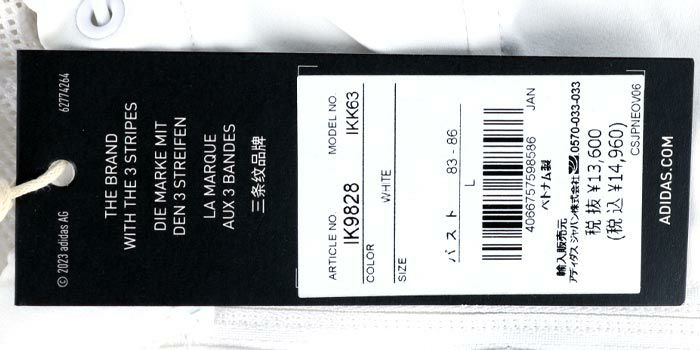 62774264
© 2023 adidas AG
THE BRAND
WITH THE 3 STRIPES
DIE MARKE MIT
DEN 3 STREIFEN
LA MARQUE
AUX 3 BANDES
三条纹品牌
ARTICLE NO. MODEL NO.
IK9828 IKK63
COLOR WHITE
SIZE
バスト 83-86
L
4066757598586 JAN
ベトナム製
輸入販売元
アディダス ジャパン株式会社 0570-033-033
税抜 ¥13,600
(税込 ¥14,960)
CSJPNEOV06
ADIDAS.COM